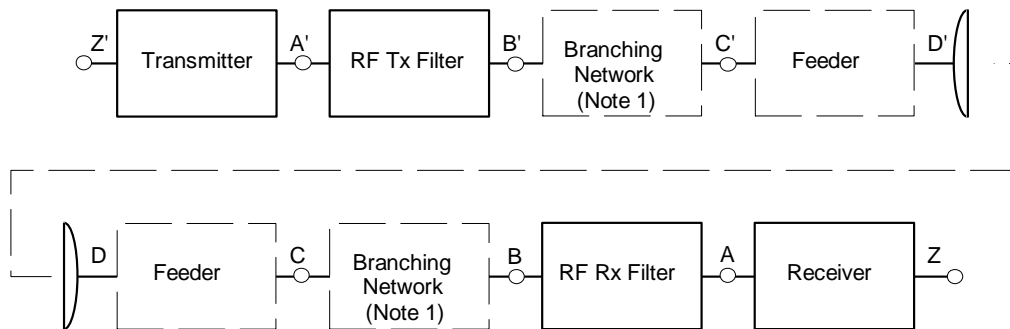 Z'
Transmitter
A'
RF Tx Filter
B'
Branching
Network
(Note 1)
C'
Feeder
D'
D
Feeder
C
Branching
Network
(Note 1)
B
RF Rx Filter
A
Receiver
Z